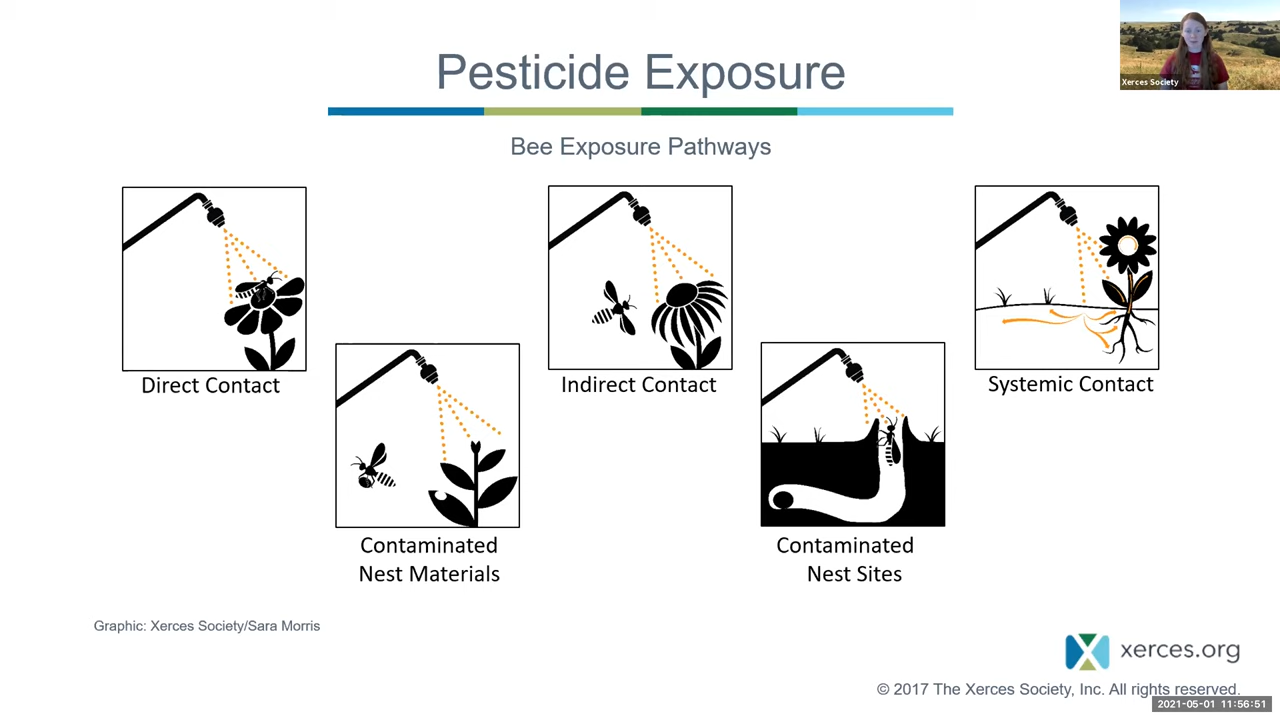 Xerces Society
Pesticide Exposure
Bee Exposure Pathways
Direct Contact
Indirect Contact
Systemic Contact
Contaminated
Nest Materials
Contaminated
Nest Sites
Graphic: Xerces Society/Sara Morris
xerces.org
© 2017 The Xerces Society, Inc. All rights reserved.
2021-05-01 11:56:51